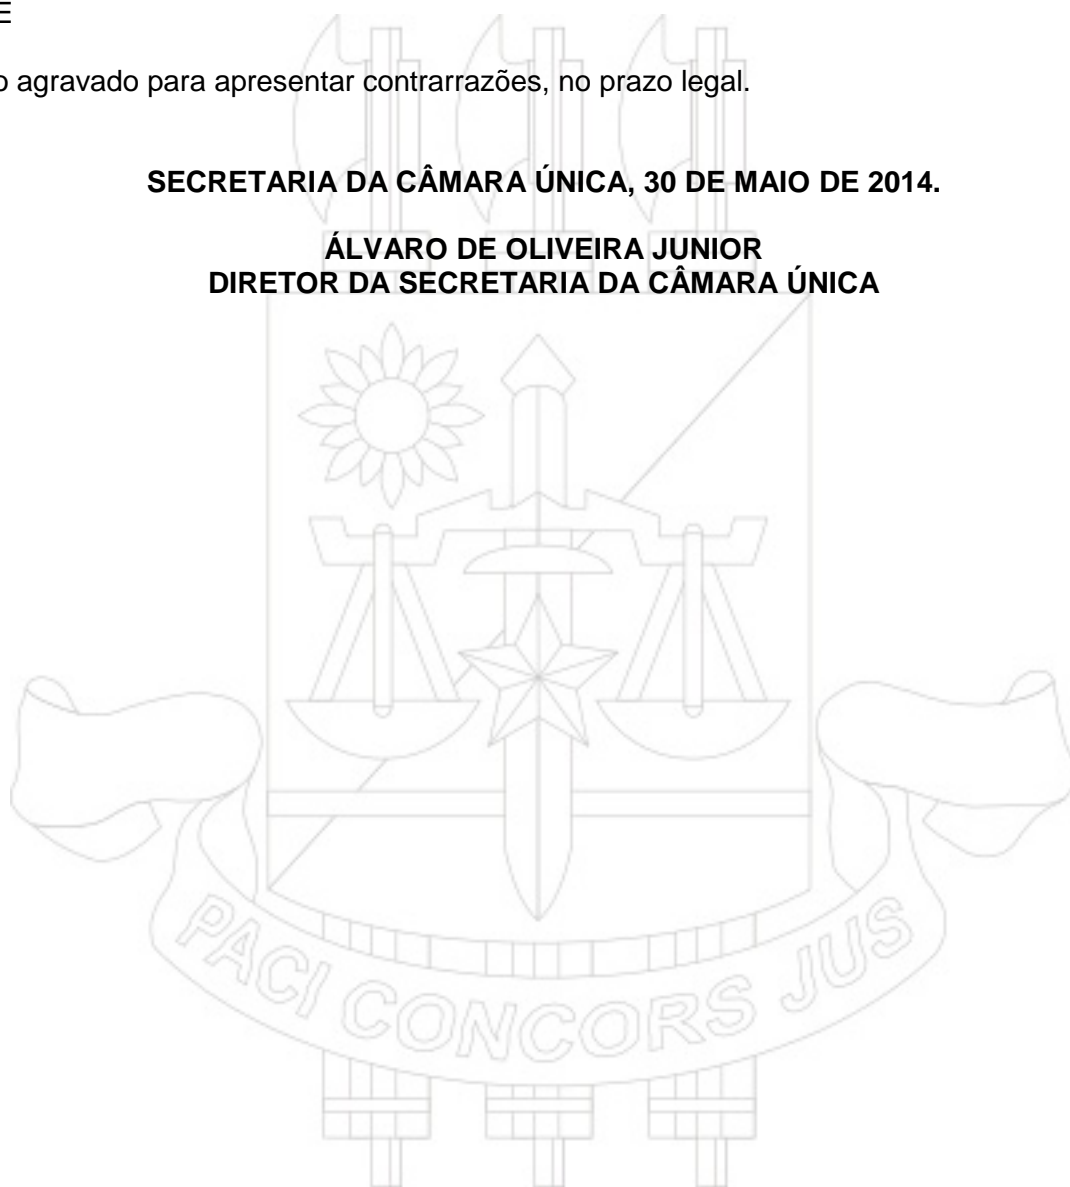 E
o agravado para apresentar contrarrazões, no prazo legal.
SECRETARIA DA CÂMARA ÚNICA, 30 DE MAIO DE 2014.
ÁLVARO DE OLIVEIRA JUNIOR
DIRETOR DA SECRETARIA DA CÂMARA ÚNICA
PACI CONCORS JUS